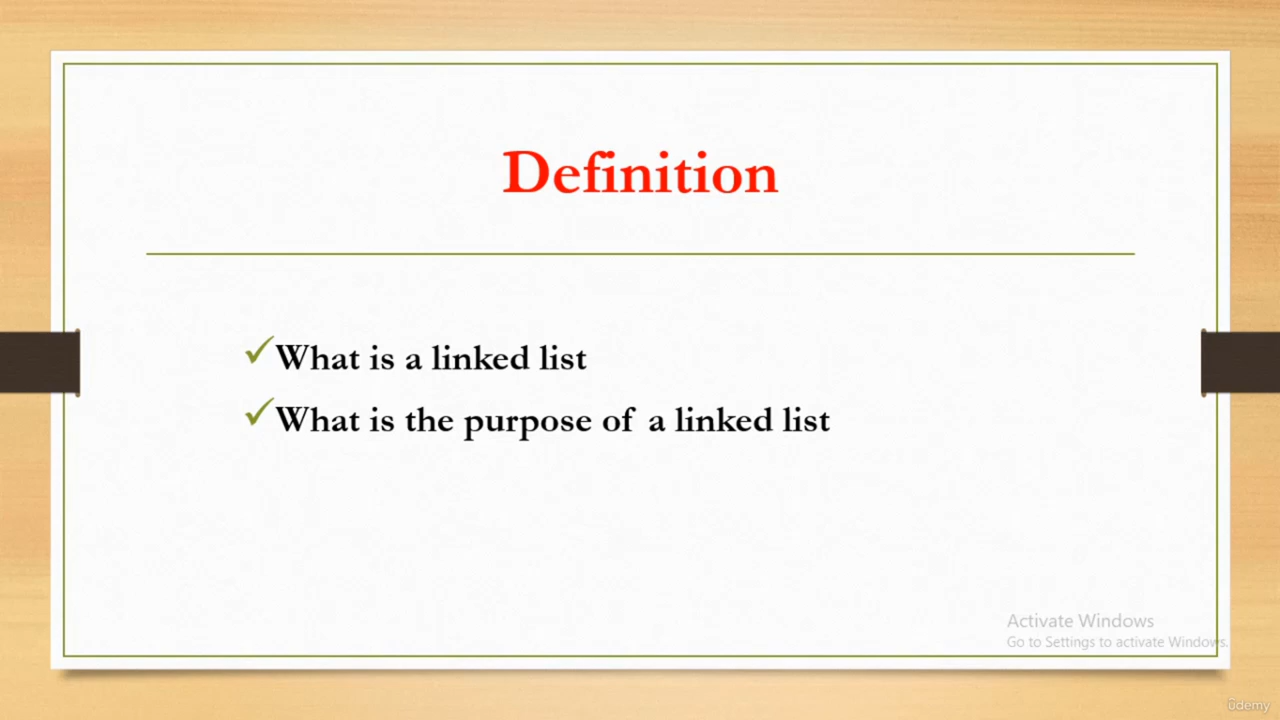 Definition
What is a linked list
What is the purpose of a linked list
Activate Windows
Go to Settings to activate Windows.
ûdemy